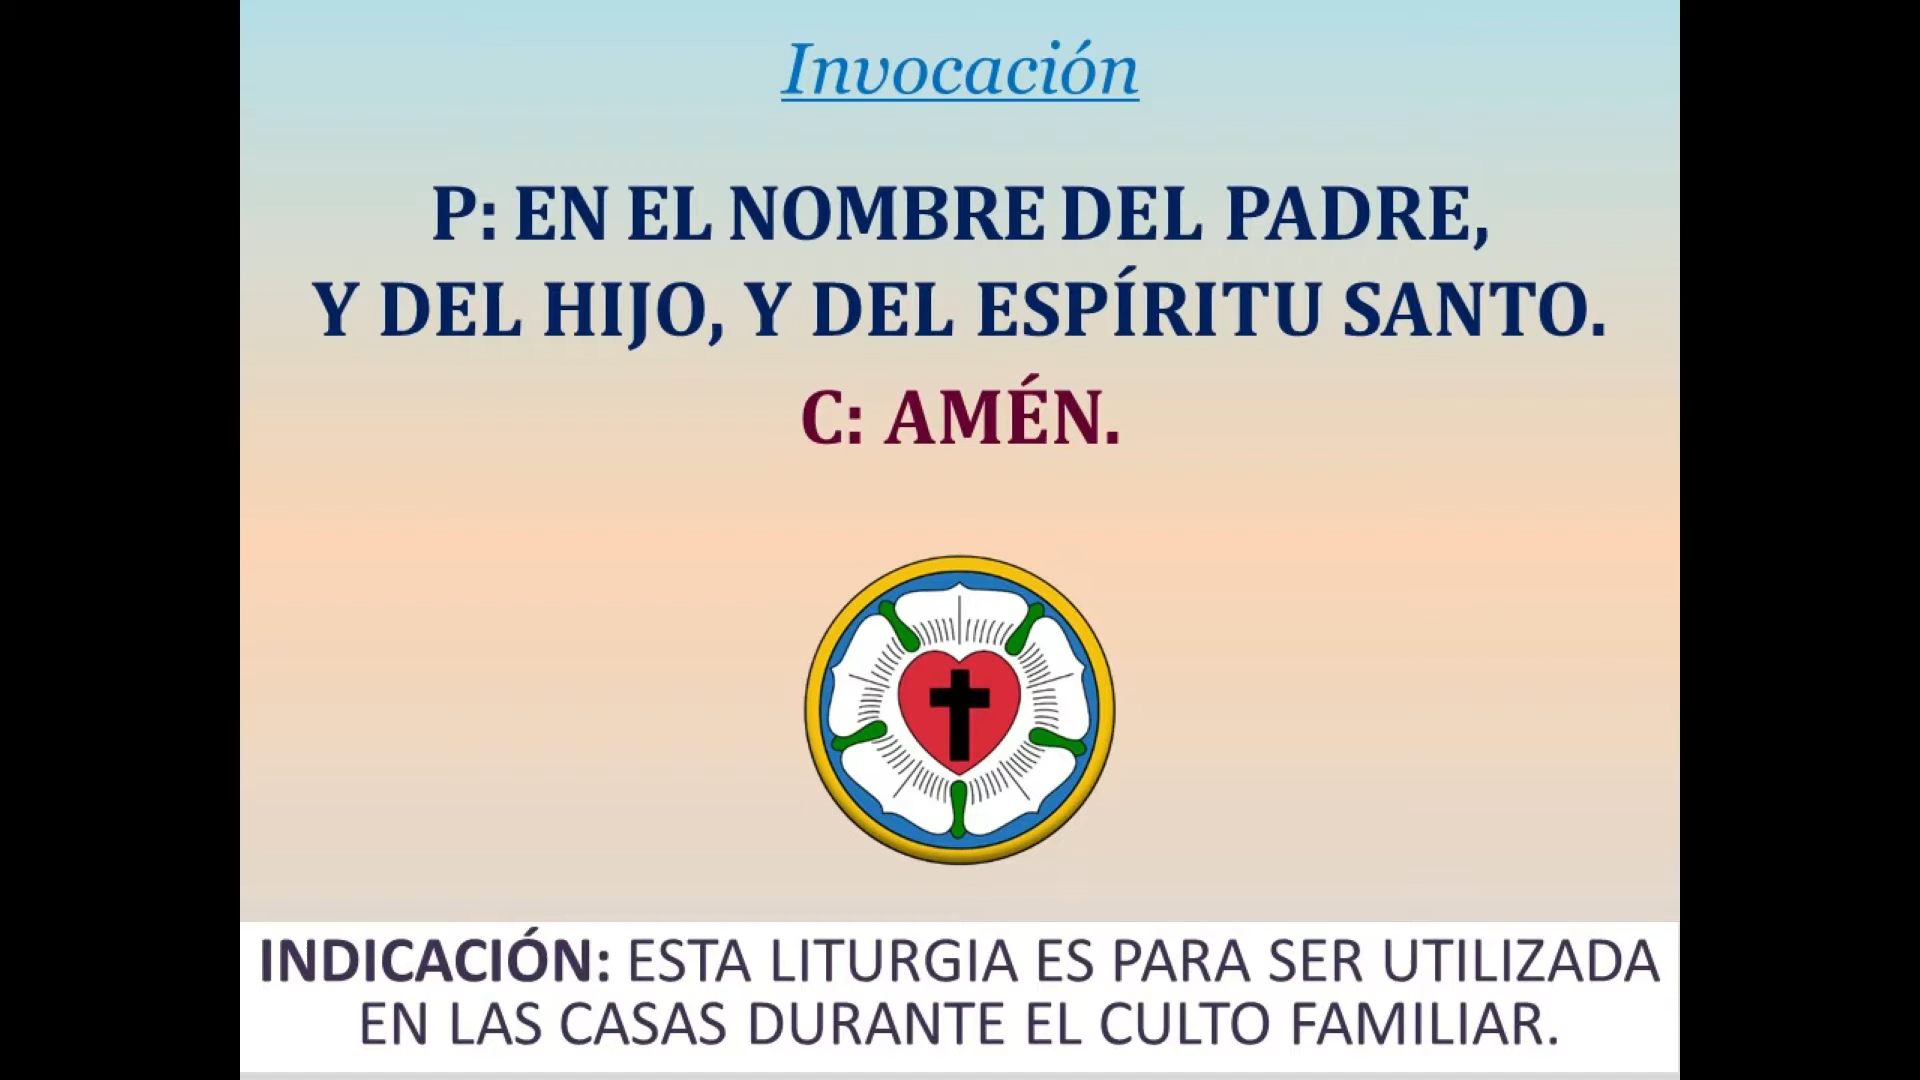 Invocación
P: EN EL NOMBRE DEL PADRE,
Y DEL HIJO, Y DEL ESPÍRITU SANTO.
C: AMÉN.
INDICACIÓN: ESTA LITURGIA ES PARA SER UTILIZADA
EN LAS CASAS DURANTE EL CULTO FAMILIAR.